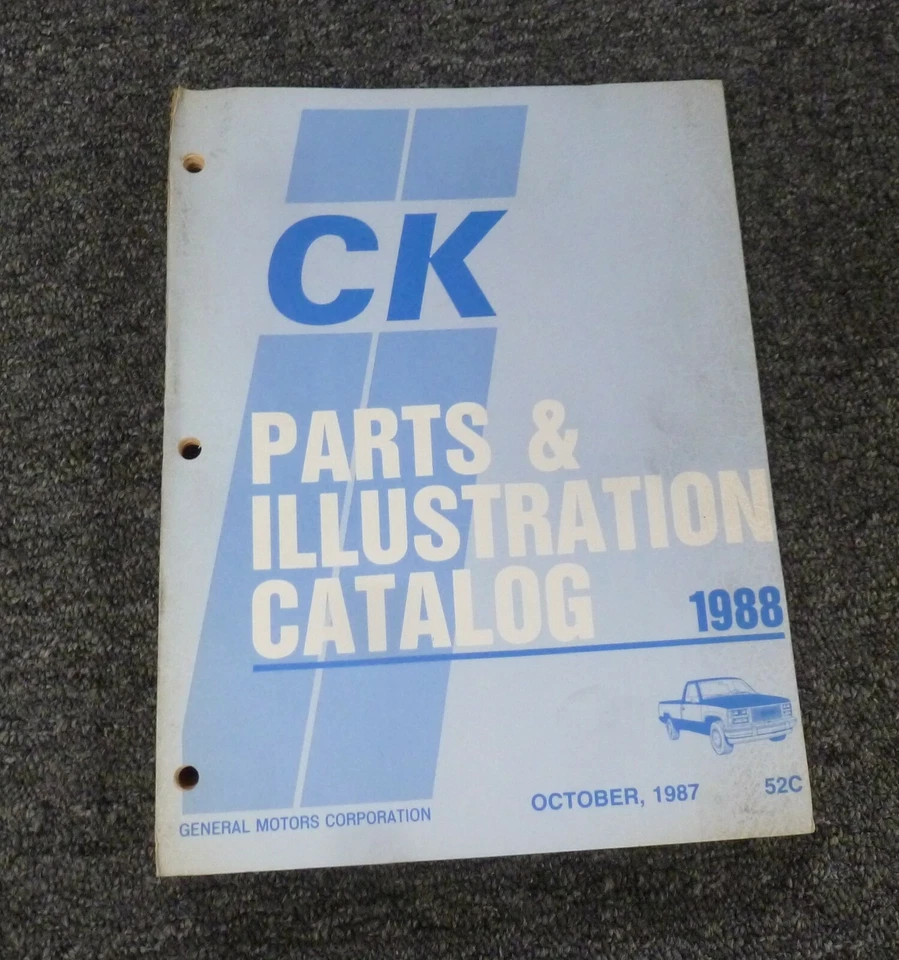 CK
PARTS &
ILLUSTRATION
CATALOG
1988
OCTOBER, 1987
52C
GENERAL MOTORS CORPORATION